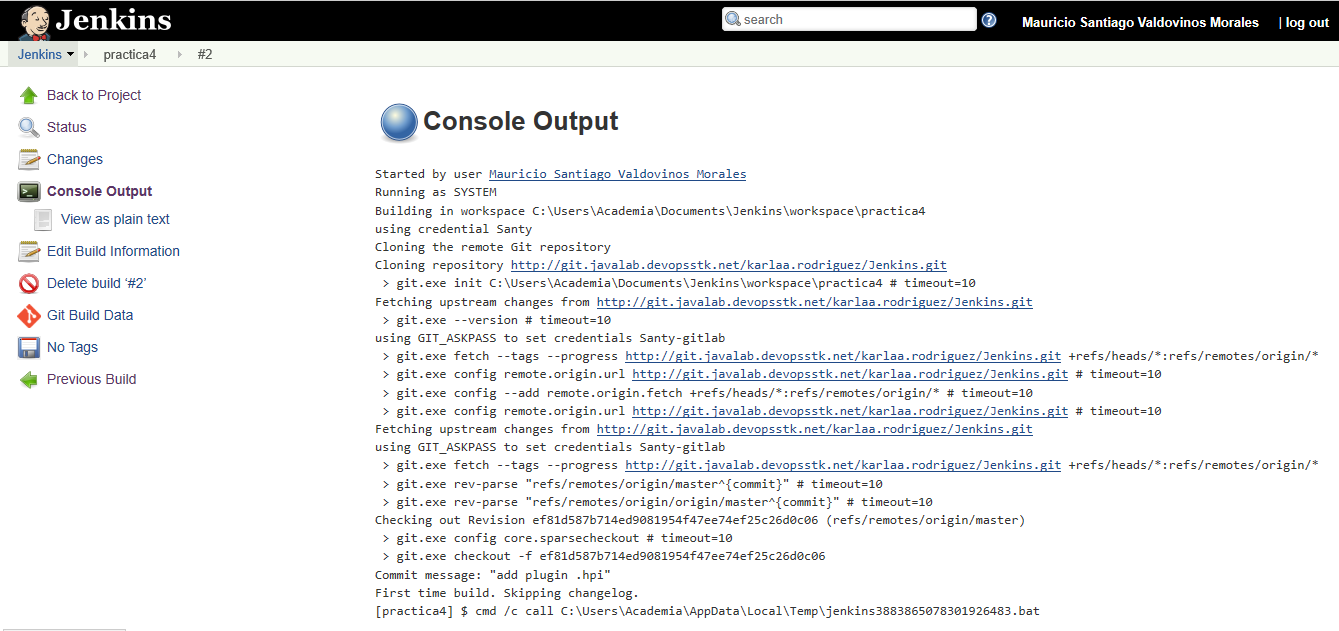 Jenkins
search
?
Mauricio Santiago Valdovinos Morales | log out
Jenkins practica4 #2
Back to Project
Status
Changes
Console Output
View as plain text
Edit Build Information
Delete build ‘#2’
Git Build Data
No Tags
Previous Build
Console Output
Started by user Mauricio Santiago Valdovinos Morales
Running as SYSTEM
Building in workspace C:\Users\Academia\Documents\Jenkins\workspace\practica4
using credential Santy
Cloning the remote Git repository
Cloning repository http://git.javalab.devopsstk.net/karlaa.rodriguez/Jenkins.git
> git.exe init C:\Users\Academia\Documents\Jenkins\workspace\practica4 # timeout=10
Fetching upstream changes from http://git.javalab.devopsstk.net/karlaa.rodriguez/Jenkins.git
> git.exe --version # timeout=10
using GIT_ASKPASS to set credentials Santy-gitlab
> git.exe fetch --tags --progress http://git.javalab.devopsstk.net/karlaa.rodriguez/Jenkins.git +refs/heads/*:refs/remotes/origin/*
> git.exe config remote.origin.url http://git.javalab.devopsstk.net/karlaa.rodriguez/Jenkins.git # timeout=10
> git.exe config --add remote.origin.fetch +refs/heads/*:refs/remotes/origin/* # timeout=10
> git.exe config remote.origin.url http://git.javalab.devopsstk.net/karlaa.rodriguez/Jenkins.git # timeout=10
Fetching upstream changes from http://git.javalab.devopsstk.net/karlaa.rodriguez/Jenkins.git
using GIT_ASKPASS to set credentials Santy-gitlab
> git.exe fetch --tags --progress http://git.javalab.devopsstk.net/karlaa.rodriguez/Jenkins.git +refs/heads/*:refs/remotes/origin/*
> git.exe rev-parse "refs/remotes/origin/master^{commit}" # timeout=10
> git.exe rev-parse "refs/remotes/origin/origin/master^{commit}" # timeout=10
Checking out Revision ef81d587b714ed9081954f47ee74ef25c26d0c06 (refs/remotes/origin/master)
> git.exe config core.sparsecheckout # timeout=10
> git.exe checkout -f ef81d587b714ed9081954f47ee74ef25c26d0c06
Commit message: "add plugin .hpi"
First time build. Skipping changelog.
[practica4] $ cmd /c call C:\Users\Academia\AppData\Local\Temp\jenkins3883865078301926483.bat